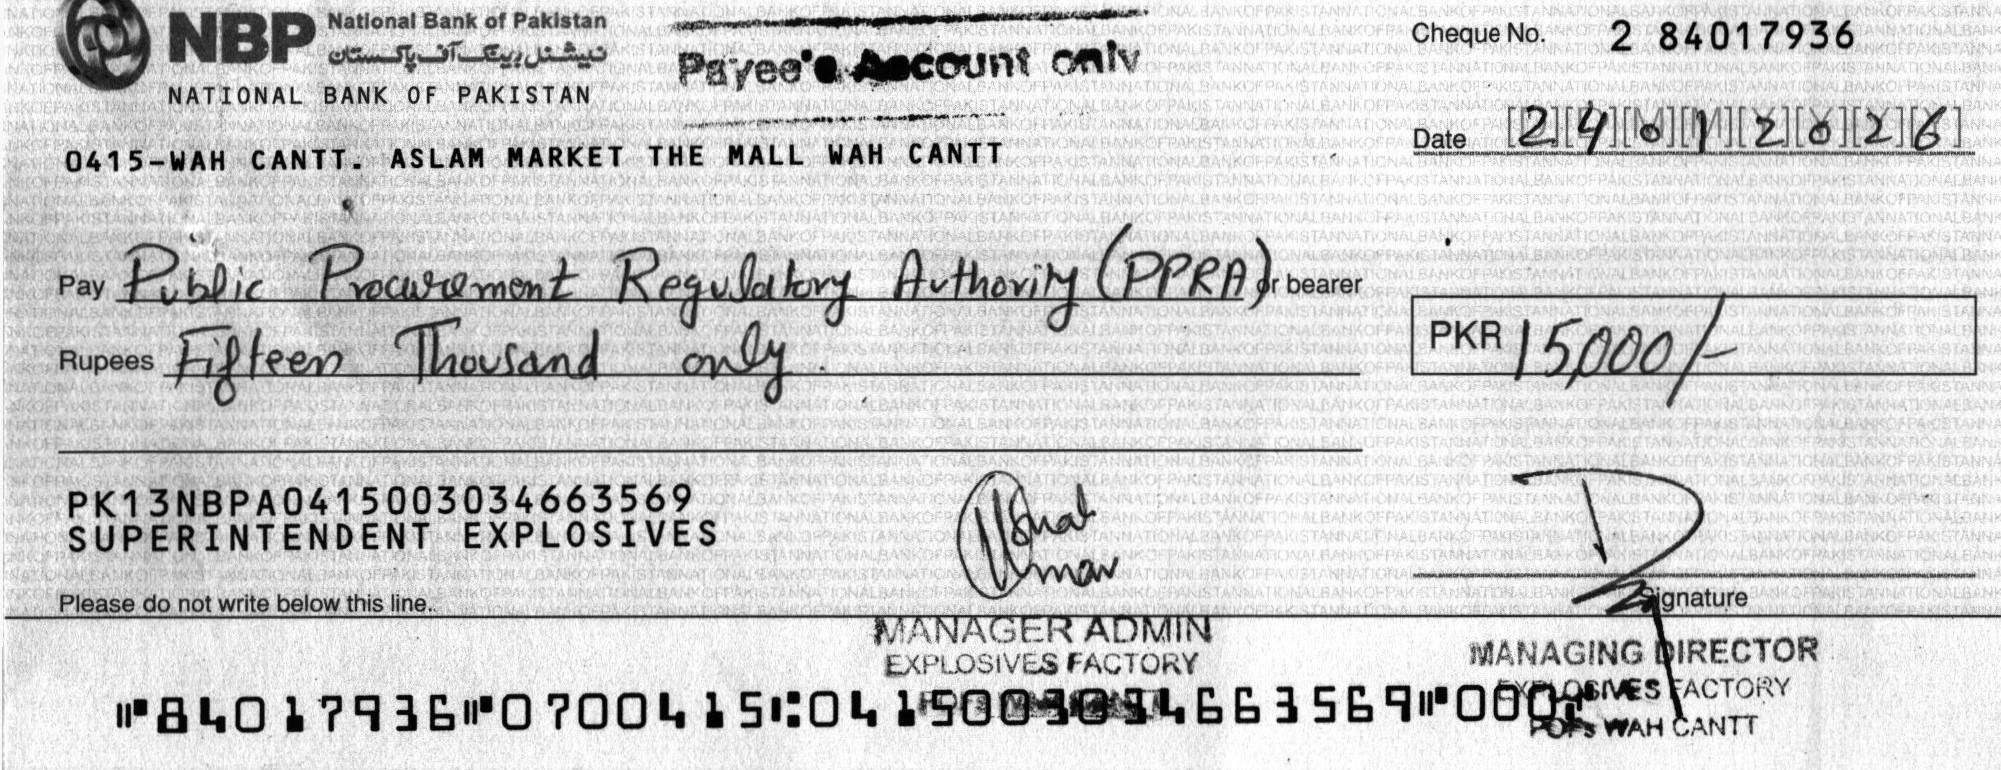 NBP National Bank of Pakistan
نیشنل بینک آف پاکستان
NATIONAL BANK OF PAKISTAN
0415-WAH CANTT. ASLAM MARKET THE MALL WAH CANTT
Payee's Account only
Cheque No. 2 84017936
Date 24012026
Pay Public Procurement Regulatory Authority (PPRA) or bearer
Rupees Fifteen Thousand only.
PKR 15,000/-
PK13NBPA0415003034663569
SUPERINTENDENT EXPLOSIVES
Please do not write below this line.
Signature
MANAGER ADMIN
EXPLOSIVES FACTORY
MANAGING DIRECTOR
EXPLOSIVES FACTORY
POFs WAH CANTT
⑈84017936⑈0700415⑆0415003034663569⑈000⑈